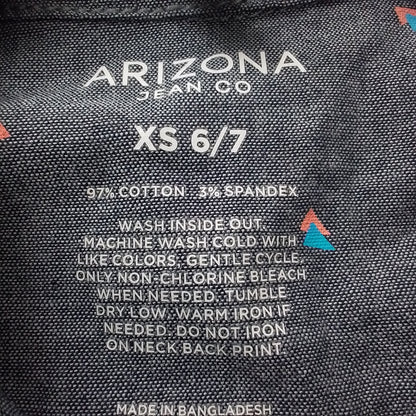 ARIZONA
JEAN CO
XS 6/7
97% COTTON 3% SPANDEX
WASH INSIDE OUT.
MACHINE WASH COLD WITH
LIKE COLORS, GENTLE CYCLE.
ONLY NON-CHLORINE BLEACH
WHEN NEEDED. TUMBLE
DRY LOW. WARM IRON IF
NEEDED. DO NOT IRON
ON NECK BACK PRINT.
MADE IN BANGLADESH